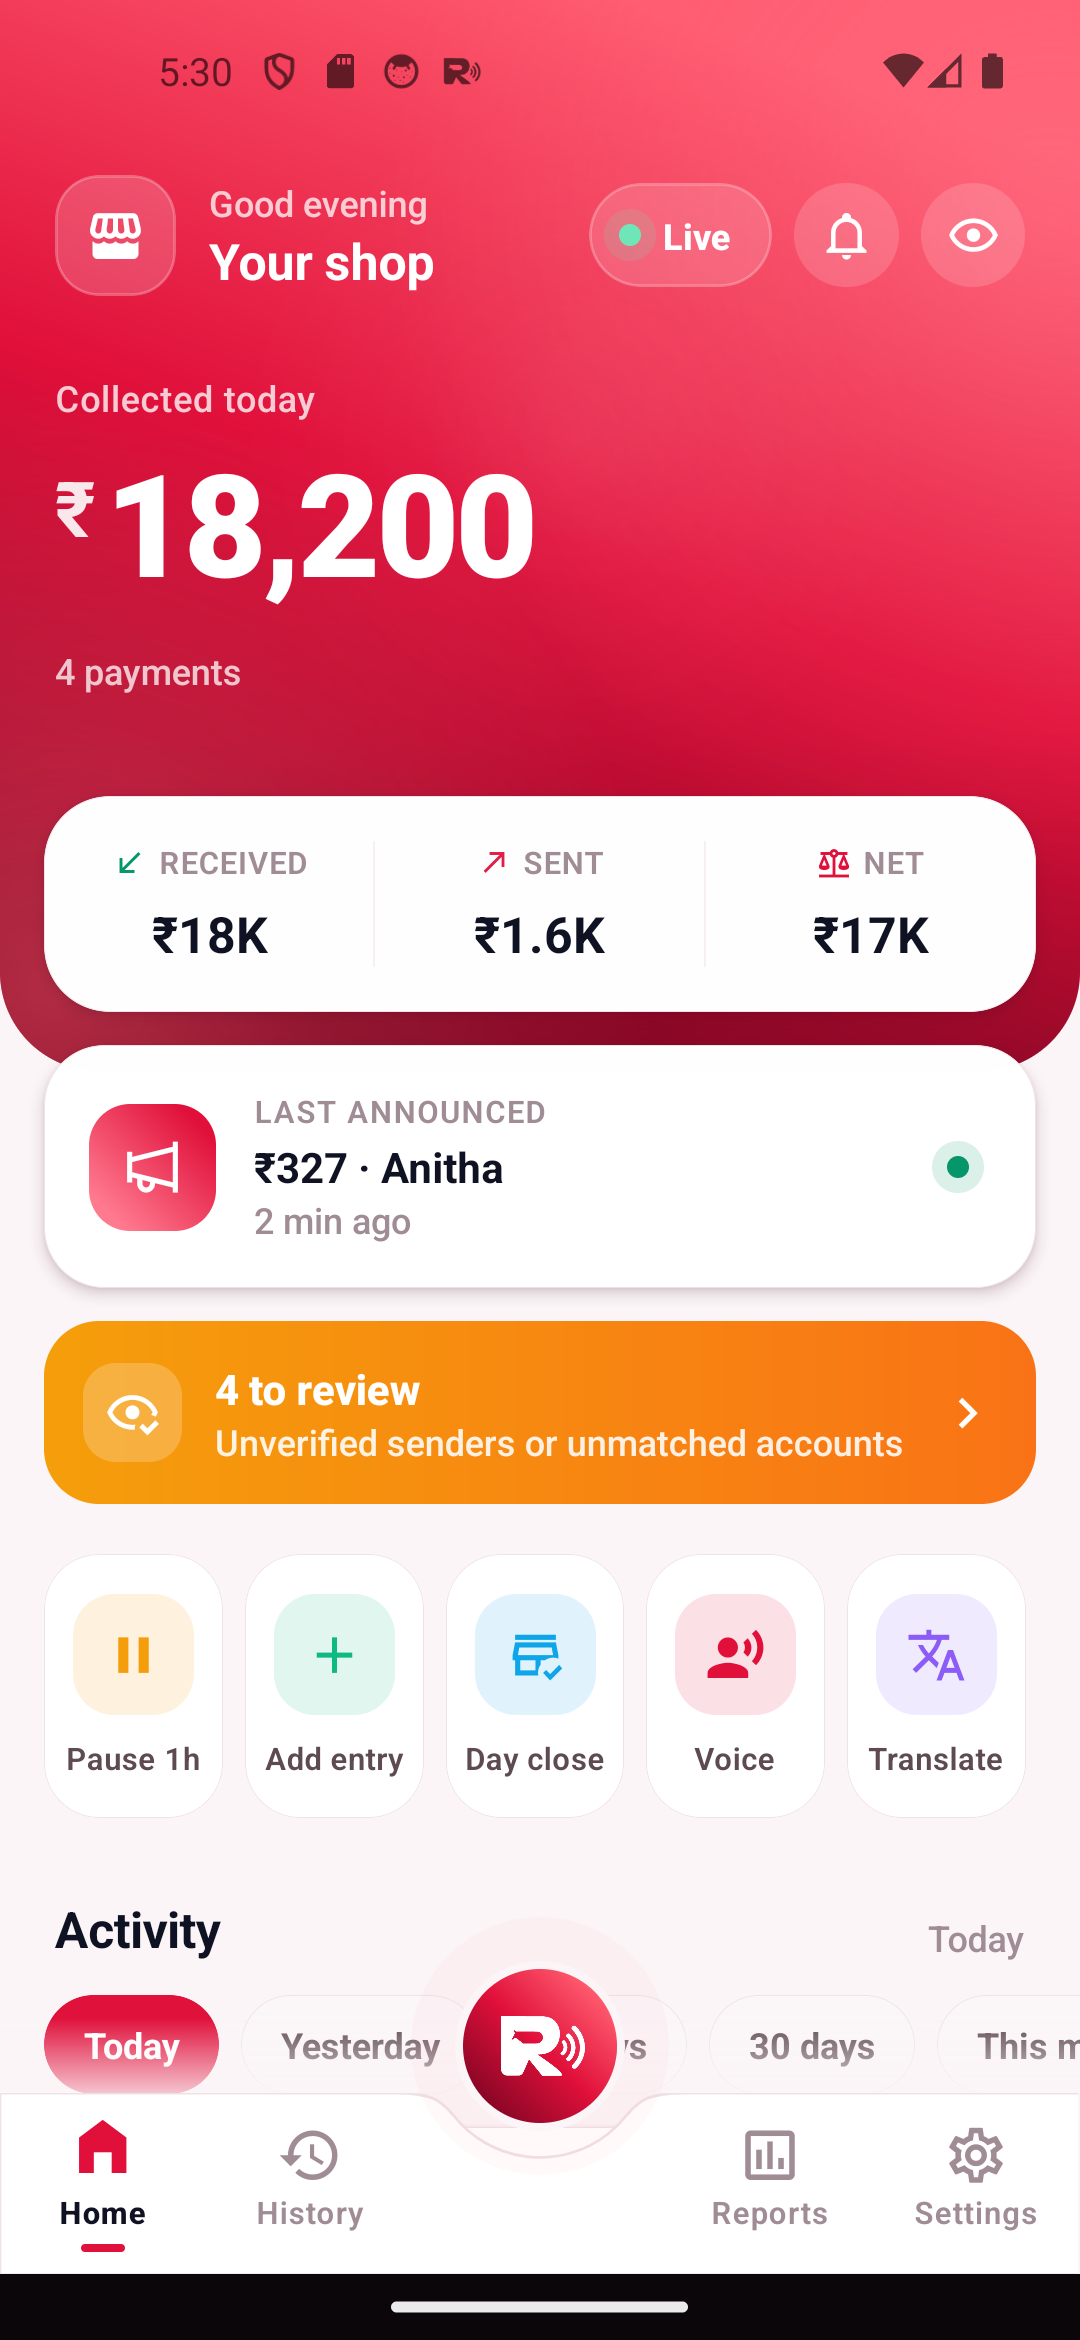 5:30
Good evening
Your shop
Live
Collected today
₹18,200
4 payments
RECEIVED
SENT
NET
₹18K
₹1.6K
₹17K
LAST ANNOUNCED
₹327 · Anitha
2 min ago
4 to review
Unverified senders or unmatched accounts
Pause 1h
Add entry
Day close
Voice
Translate
Activity
Today
Today
Yesterday
30 days
This
Home
History
Reports
Settings